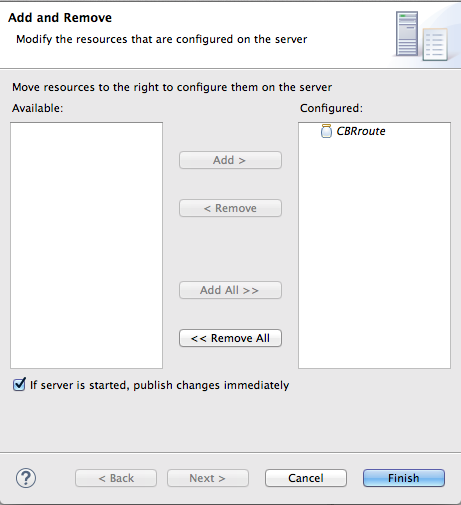 Add and Remove
Modify the resources that are configured on the server
Move resources to the right to configure them on the server
Available:
Configured:
CBRroute
Add >
< Remove
Add All >>
<< Remove All
If server is started, publish changes immediately
?
< Back
Next >
Cancel
Finish